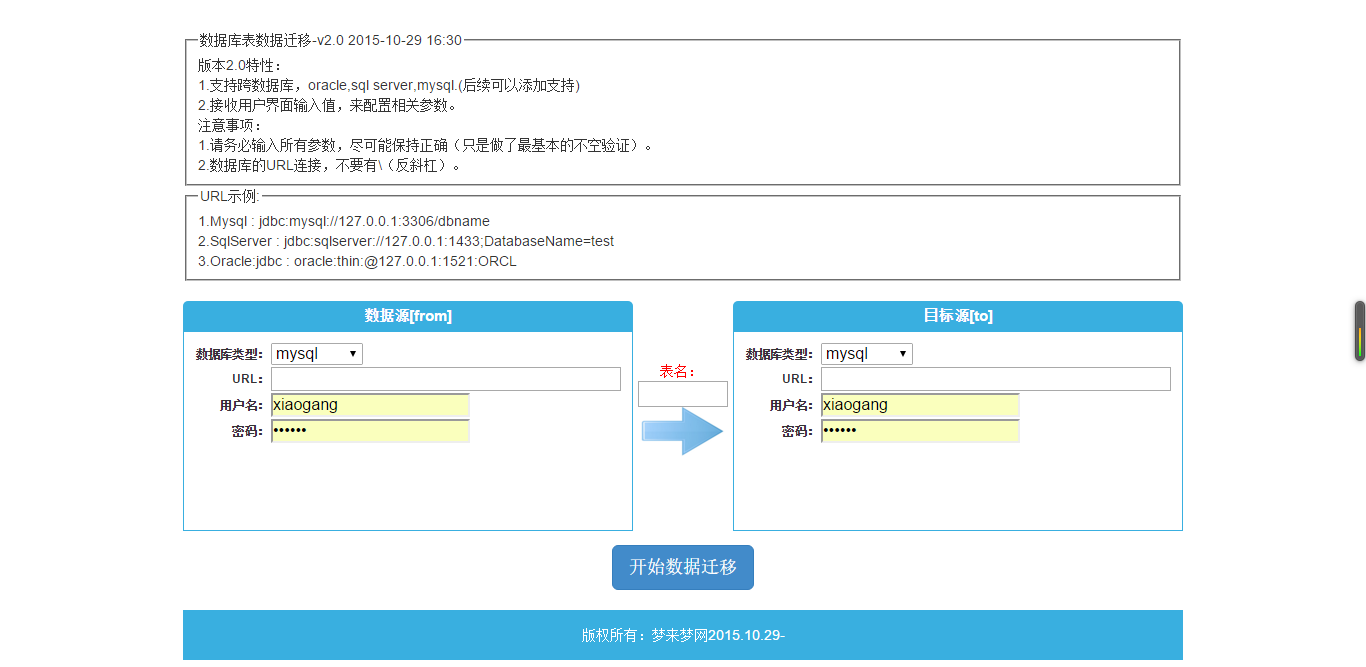 数据库表数据迁移-v2.0 2015-10-29 16:30
版本2.0特性：
1.支持跨数据库，oracle,sql server,mysql.(后续可以添加支持)
2.接收用户界面输入值，来配置相关参数。
注意事项：
1.请务必输入所有参数，尽可能保持正确（只是做了最基本的不空验证）。
2.数据库的URL连接，不要有\（反斜杠）。
URL示例:
1.Mysql : jdbc:mysql://127.0.0.1:3306/dbname
2.SqlServer : jdbc:sqlserver://127.0.0.1:1433;DatabaseName=test
3.Oracle:jdbc : oracle:thin:@127.0.0.1:1521:ORCL
数据源[from]
数据库类型： mysql
URL：
用户名： xiaogang
密码： ••••••
表名：
目标源[to]
数据库类型： mysql
URL：
用户名： xiaogang
密码： ••••••
开始数据迁移
版权所有：梦来梦网2015.10.29-